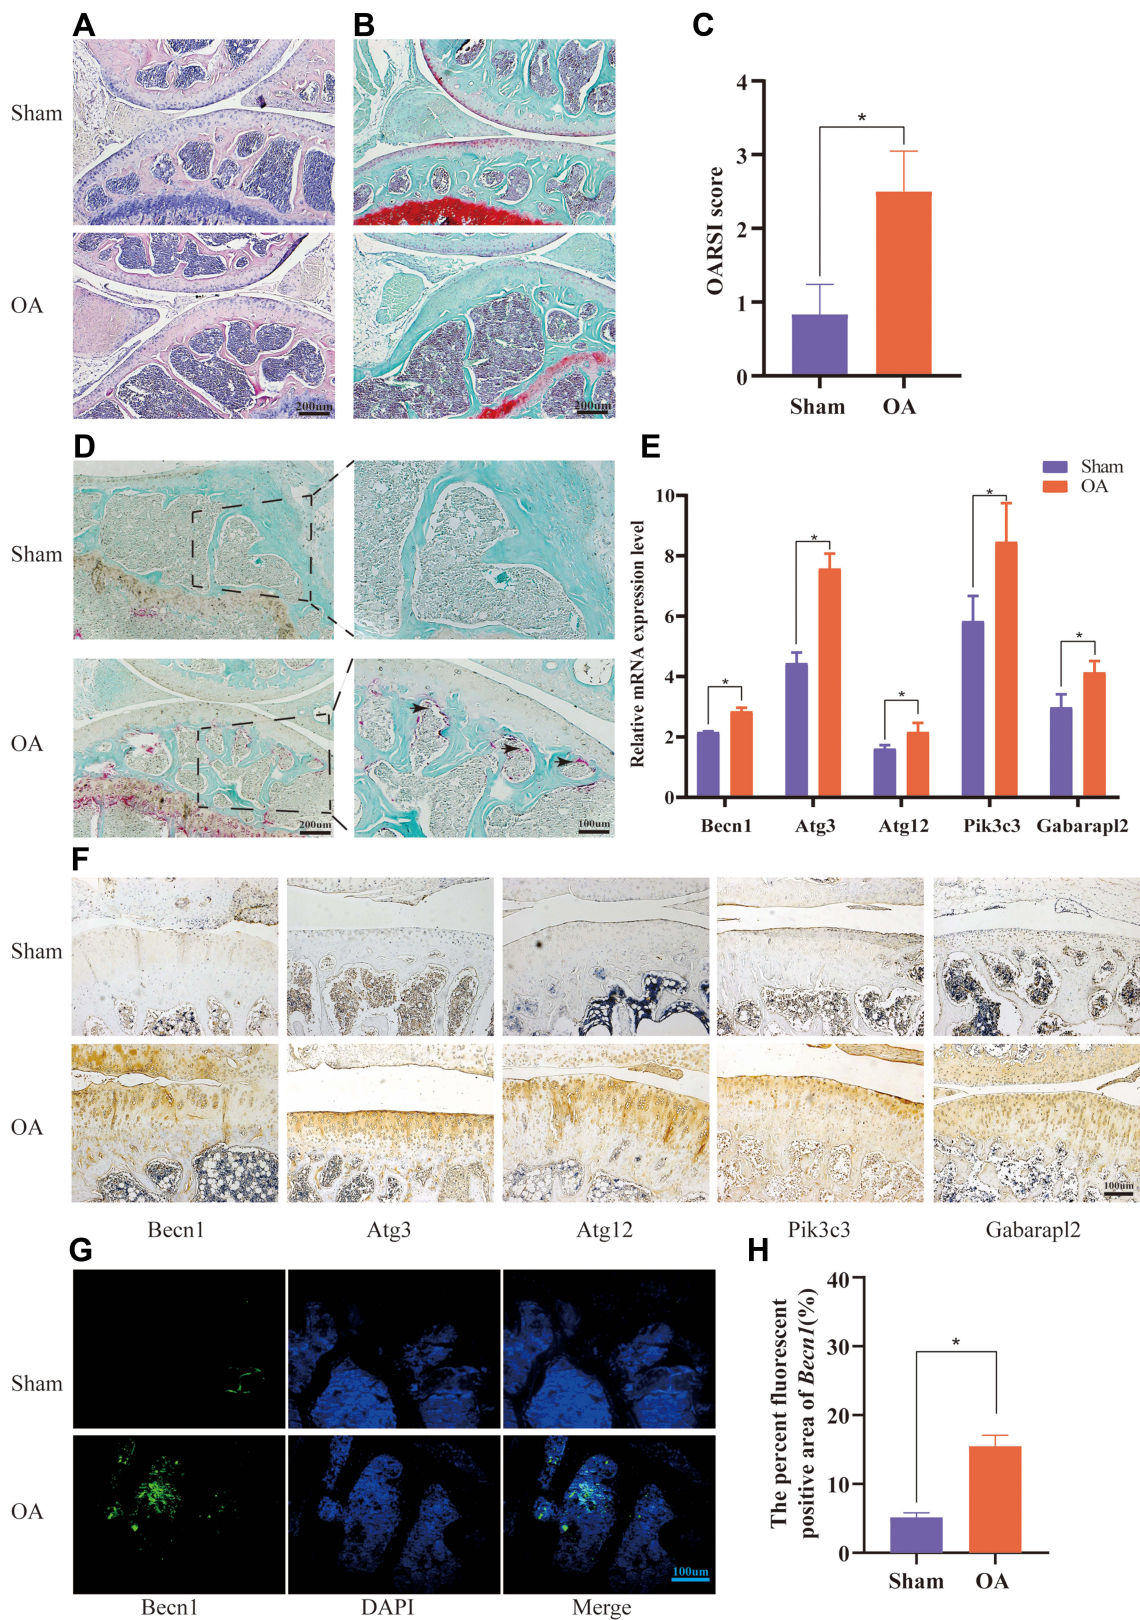 A
B
C
Sham
OA
200um
200um
OARSI score
4
3
2
1
0
*
Sham
OA
D
E
Sham
OA
200um
100um
Sham
OA
Relative mRNA expression level
10
8
6
4
2
0
*
*
*
*
*
Becn1
Atg3
Atg12
Pik3c3
Gabarapl2
F
Sham
OA
100um
Becn1
Atg3
Atg12
Pik3c3
Gabarapl2
G
H
Sham
OA
100um
Becn1
DAPI
Merge
The percent fluorescent
positive area of Becn1(%)
40
30
20
10
0
*
Sham
OA